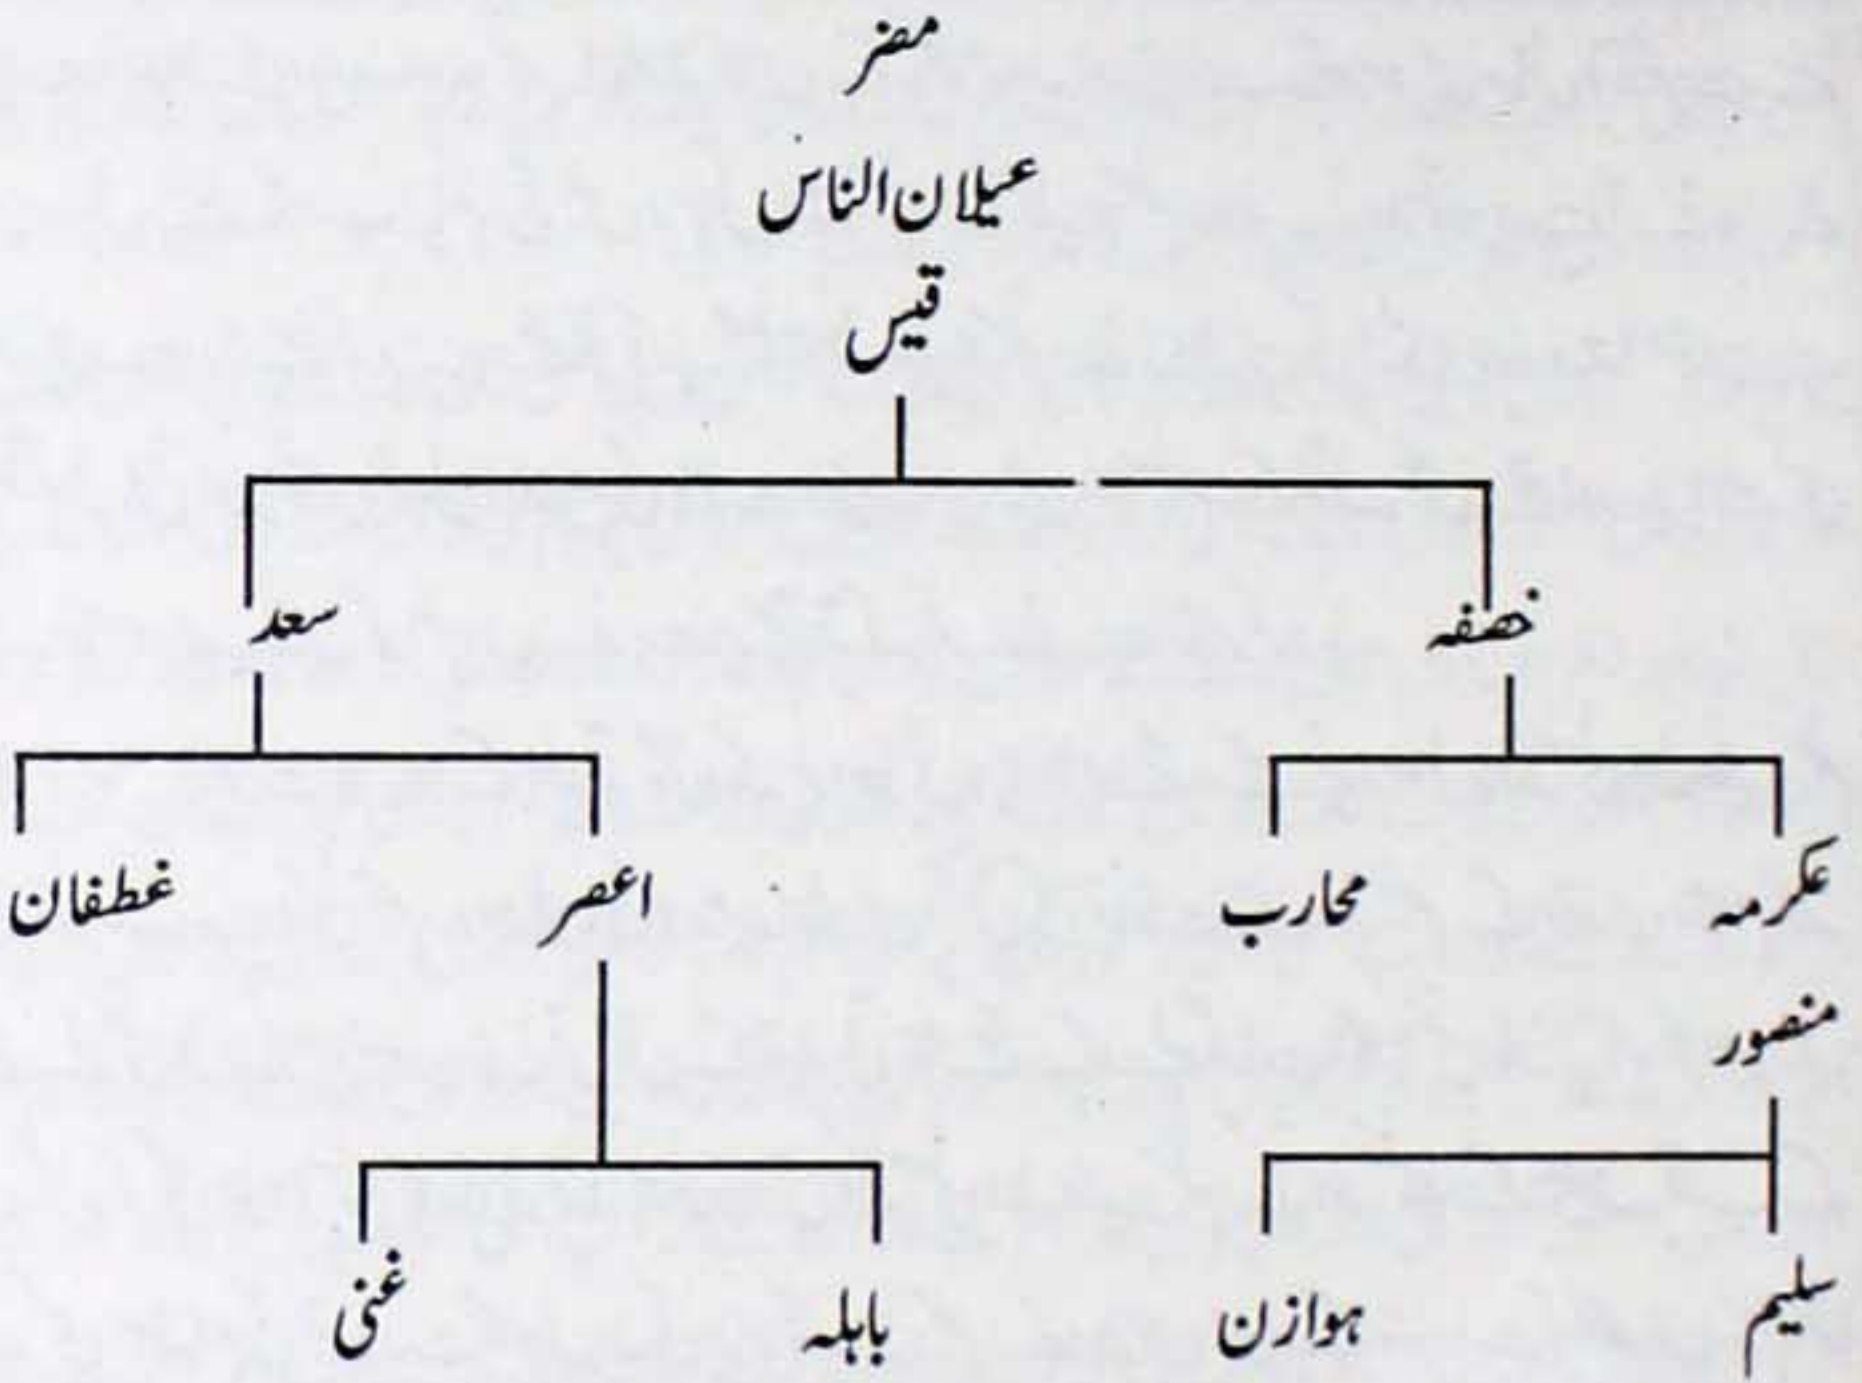 مضر
عیلان الناس
قیس
خصفہ سعد
عکرمہ محارب اعصر غطفان
منصور
سلیم ہوازن باہلہ غنی